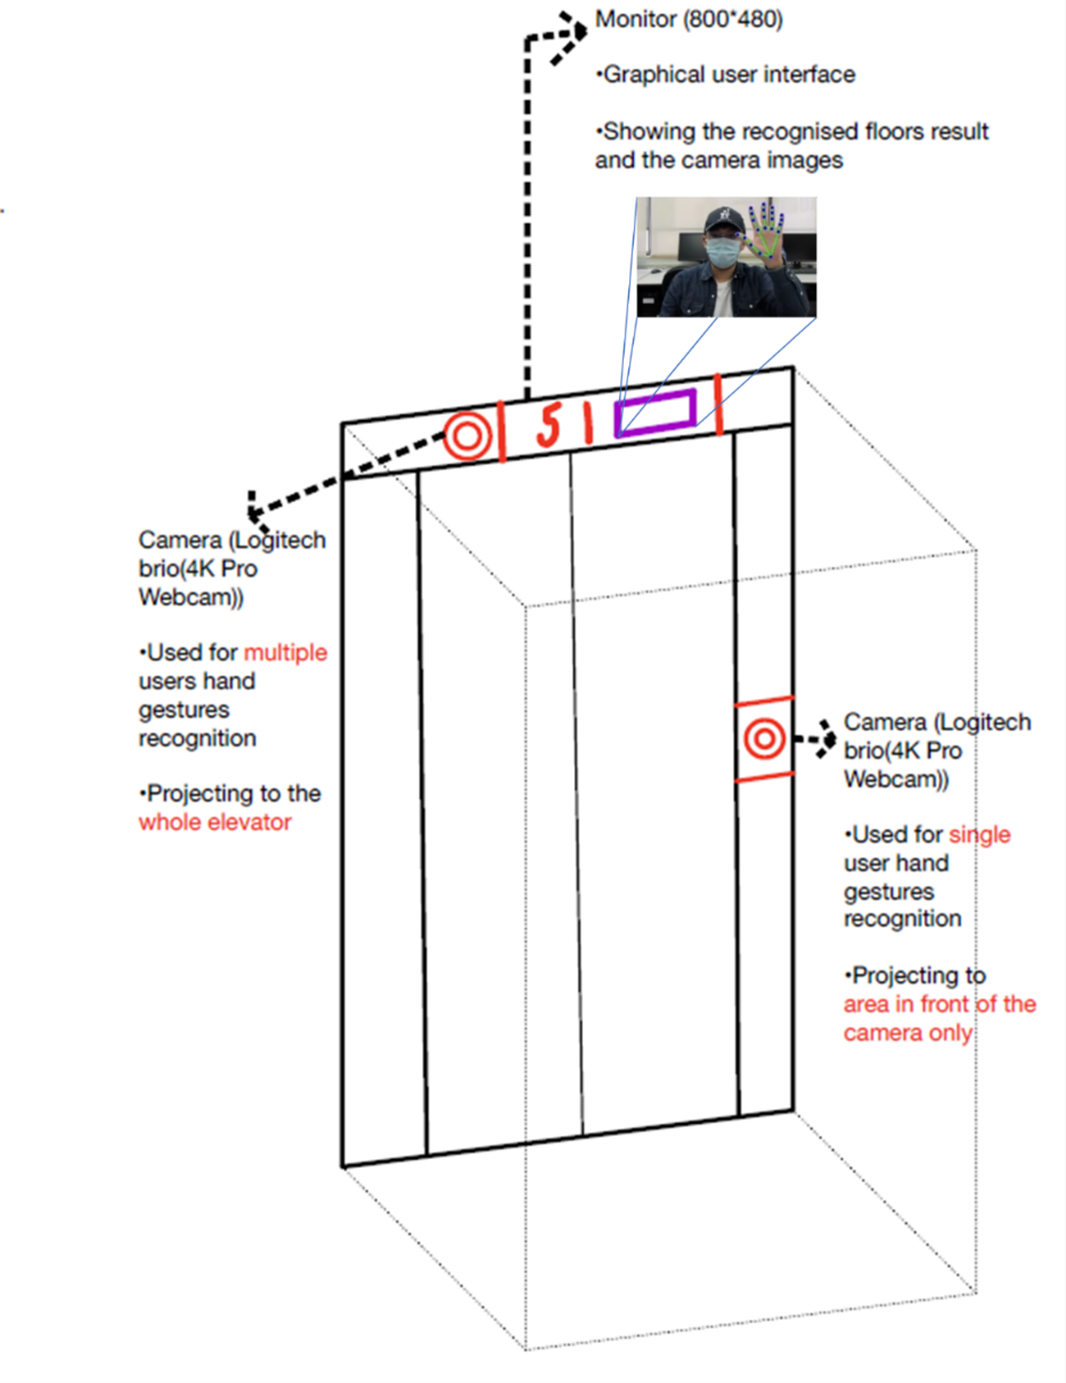 Monitor (800*480)
•Graphical user interface
•Showing the recognised floors result
and the camera images
5
Camera (Logitech
brio(4K Pro
Webcam))
•Used for multiple
users hand
gestures
recognition
•Projecting to the
whole elevator
Camera (Logitech
brio(4K Pro
Webcam))
•Used for single
user hand
gestures
recognition
•Projecting to
area in front of the
camera only